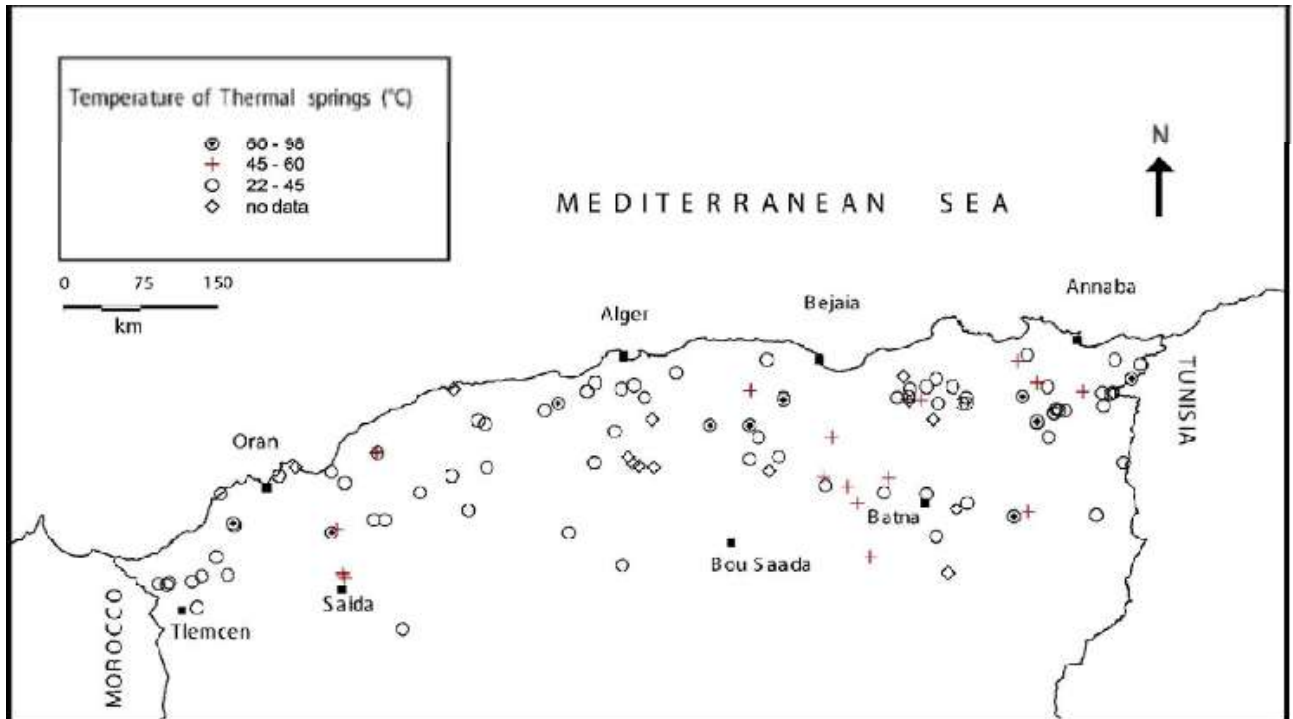 Temperature of Thermal springs (°C)
60 - 98
45 - 60
22 - 45
no data
N
MEDITERRANEAN SEA
0 75 150
km
Annaba
Bejaia
Alger
TUNISIA
Oran
Batna
Bou Saada
Saida
Tlemcen
MOROCCO